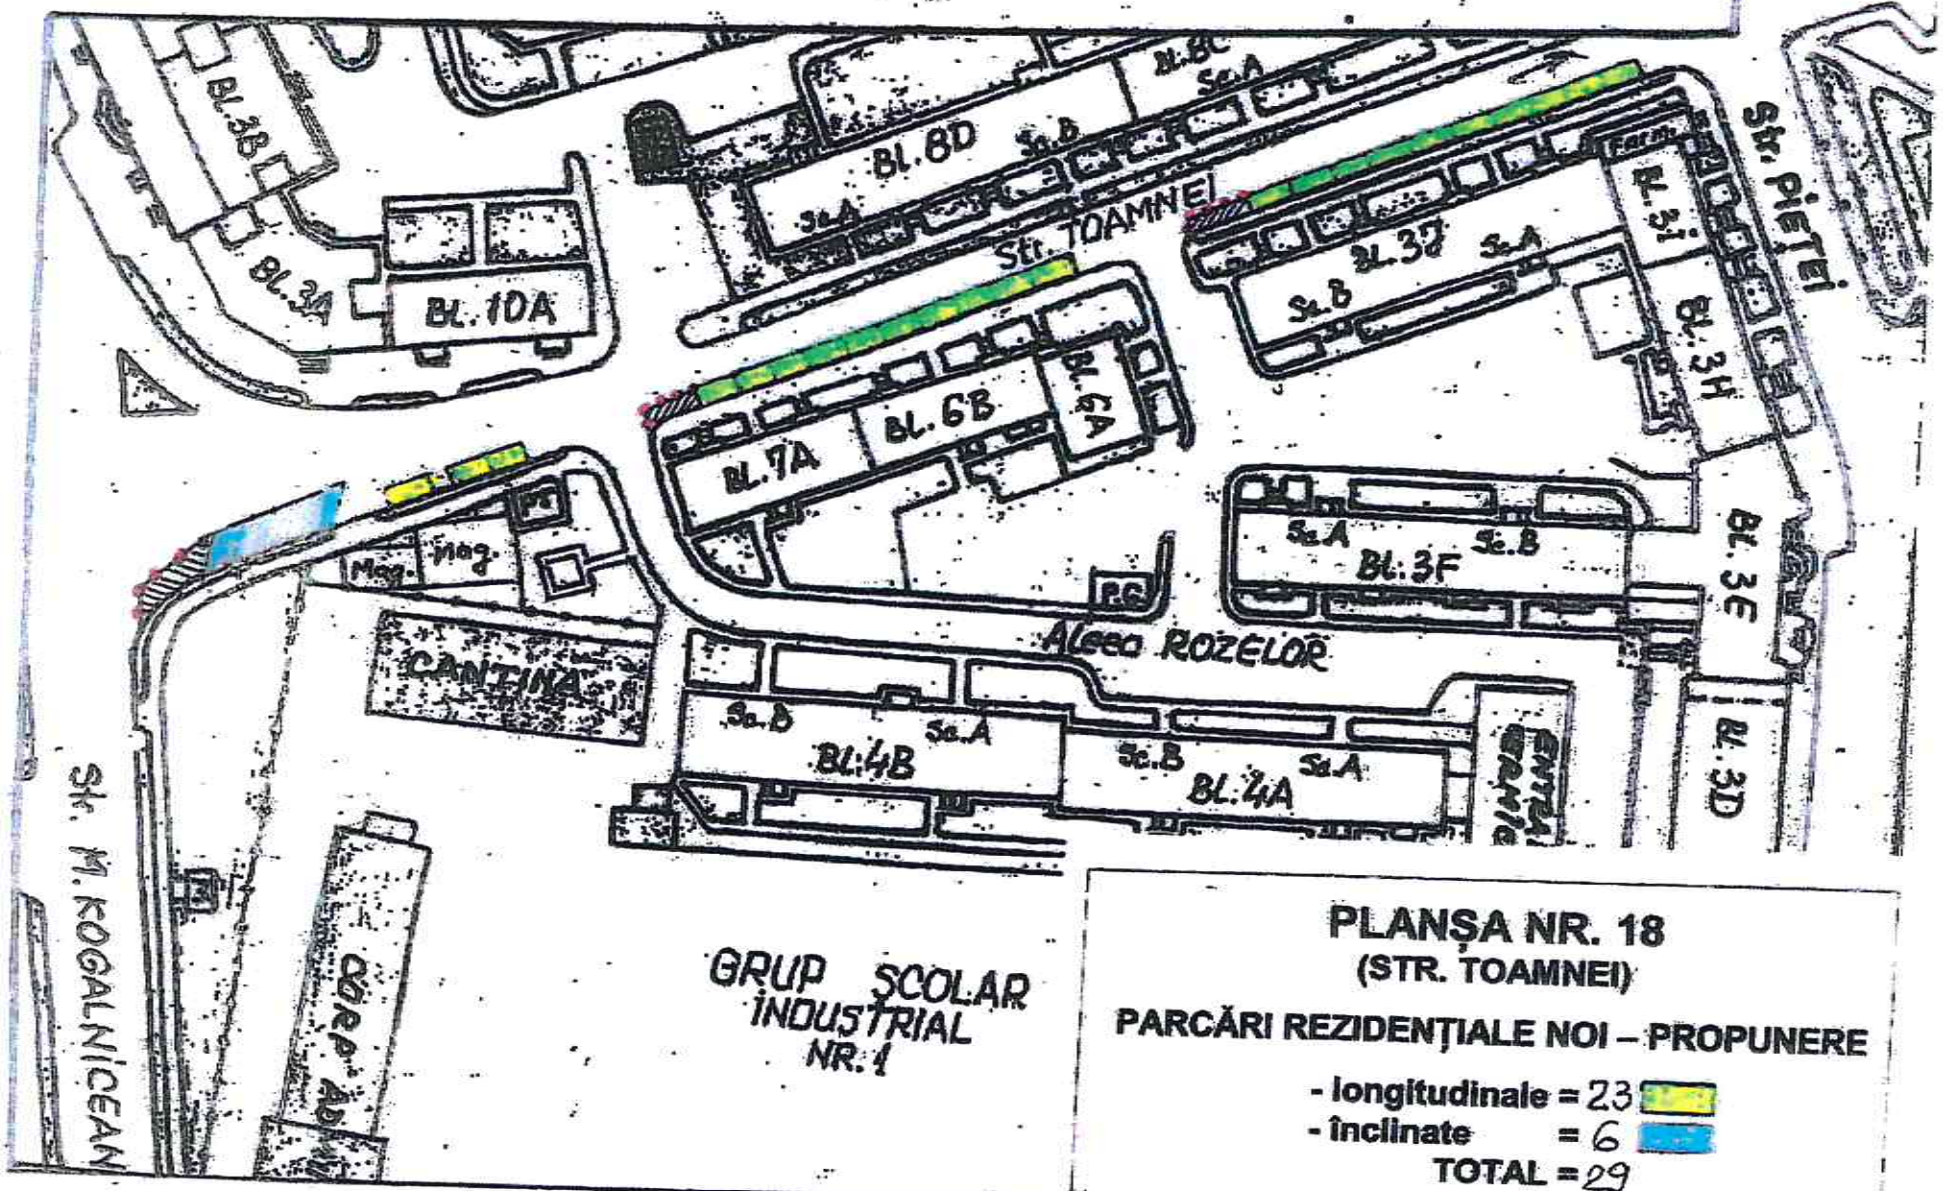 BL.3B
BL.8C
Sc.A
BL.8D
Sc.B
Sc.A
Str. TOAMNEI
Str. PIEȚEI
Farm.
BL.3I
BL.3J
Sc.A
Sc.B
BL.3A
BL.10A
BL.3H
BL.6A
BL.6B
BL.7A
PT
Mag.
Mag.
Sc.A
Sc.B
BL.3F
BL.3E
P.G
Aleea ROZELOR
CANTINA
Sc.B
Sc.A
BL.4B
Sc.B
Sc.A
BL.4A
BL.3D
Str. M. KOGALNICEAN
CORP
GRUP ȘCOLAR
INDUSTRIAL
NR.1
PLANȘA NR. 18
(STR. TOAMNEI)
PARCĂRI REZIDENȚIALE NOI – PROPUNERE
- longitudinale = 23
- înclinate = 6
TOTAL = 29